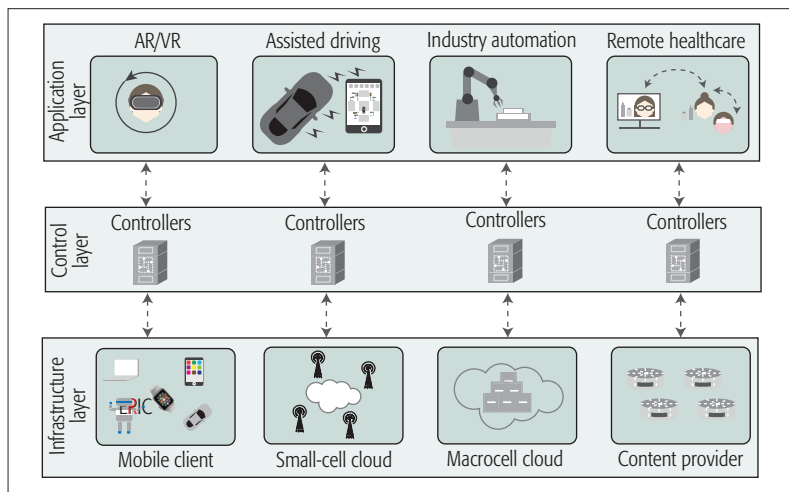 AR/VR
Assisted driving
Industry automation
Remote healthcare
Application
layer
Controllers
Controllers
Controllers
Controllers
Control
layer
Infrastructure
layer
ERIC
Mobile client
Small-cell cloud
Macrocell cloud
Content provider